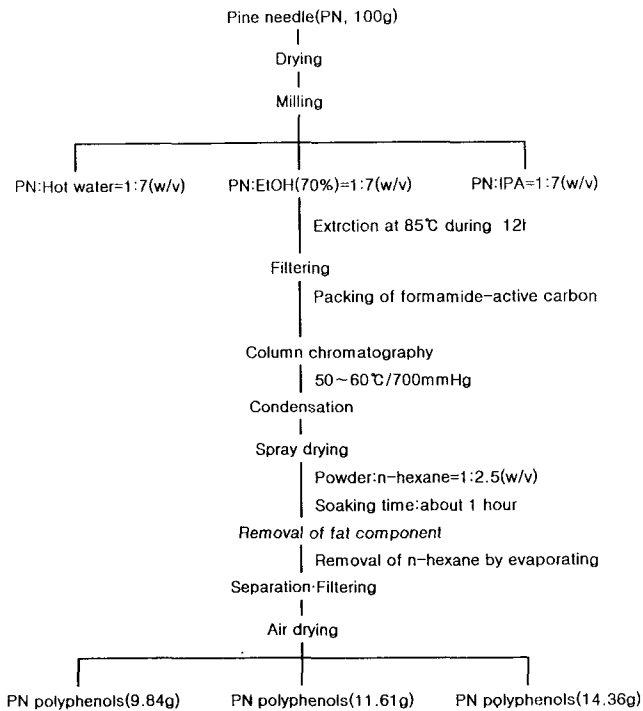 Pine needle(PN, 100g)
Drying
Milling
PN:Hot water=1:7(w/v) PN:EtOH(70%)=1:7(w/v) PN:IPA=1:7(w/v)
Extrction at 85℃ during 12h
Filtering
Packing of formamide-active carbon
Column chromatography
50~60℃/700mmHg
Condensation
Spray drying
Powder:n-hexane=1:2.5(w/v)
Soaking time:about 1 hour
Removal of fat component
Removal of n-hexane by evaporating
Separation·Filtering
Air drying
PN polyphenols(9.84g) PN polyphenols(11.61g) PN polyphenols(14.36g)